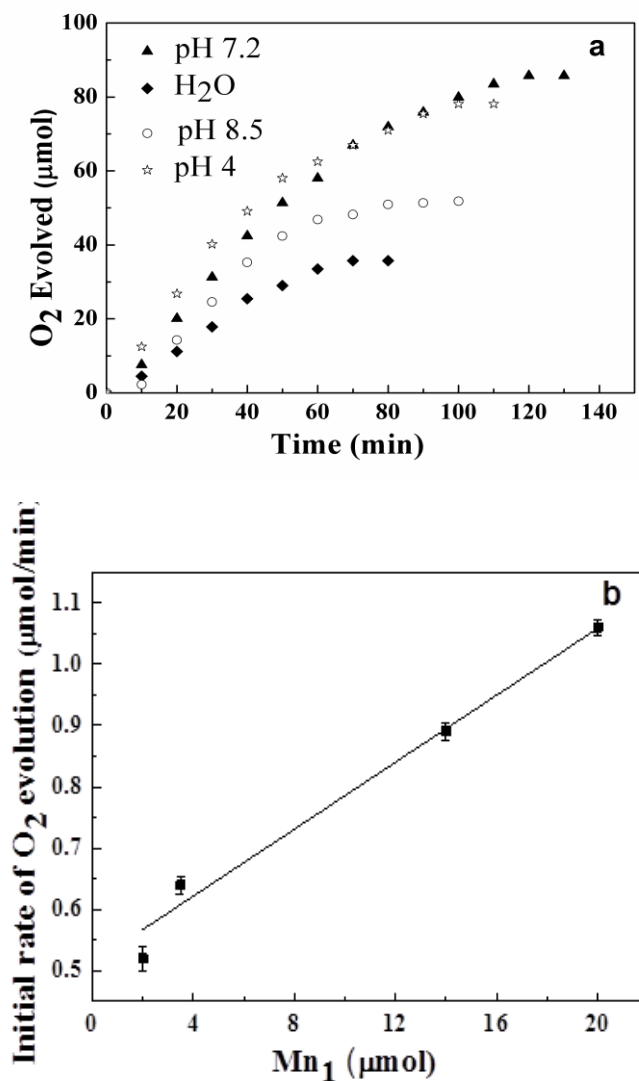 100
80
60
40
20
0
O2 Evolved (μmol)
a
pH 7.2
H2O
pH 8.5
pH 4
0 20 40 60 80 100 120 140
Time (min)
1.1
1.0
0.9
0.8
0.7
0.6
0.5
Initial rate of O2 evolution (μmol/min)
b
0 4 8 12 16 20
Mn1 (μmol)